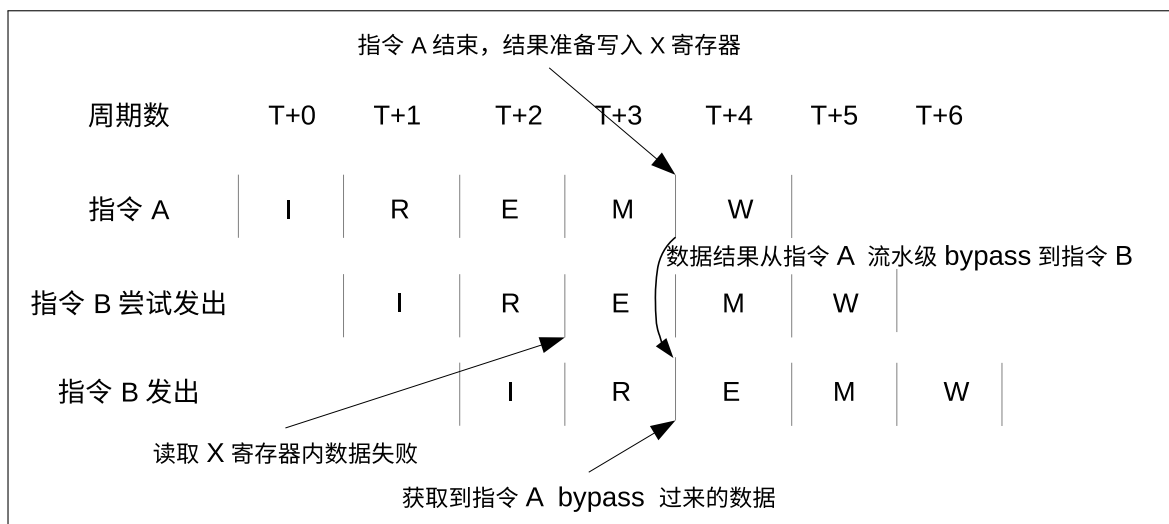 指令 A 结束，结果准备写入 X 寄存器
周期数 T+0 T+1 T+2 T+3 T+4 T+5 T+6
指令 A I R E M W
数据结果从指令 A 流水级 bypass 到指令 B
指令 B 尝试发出 I R E M W
指令 B 发出 I R E M W
读取 X 寄存器内数据失败
获取到指令 A bypass 过来的数据